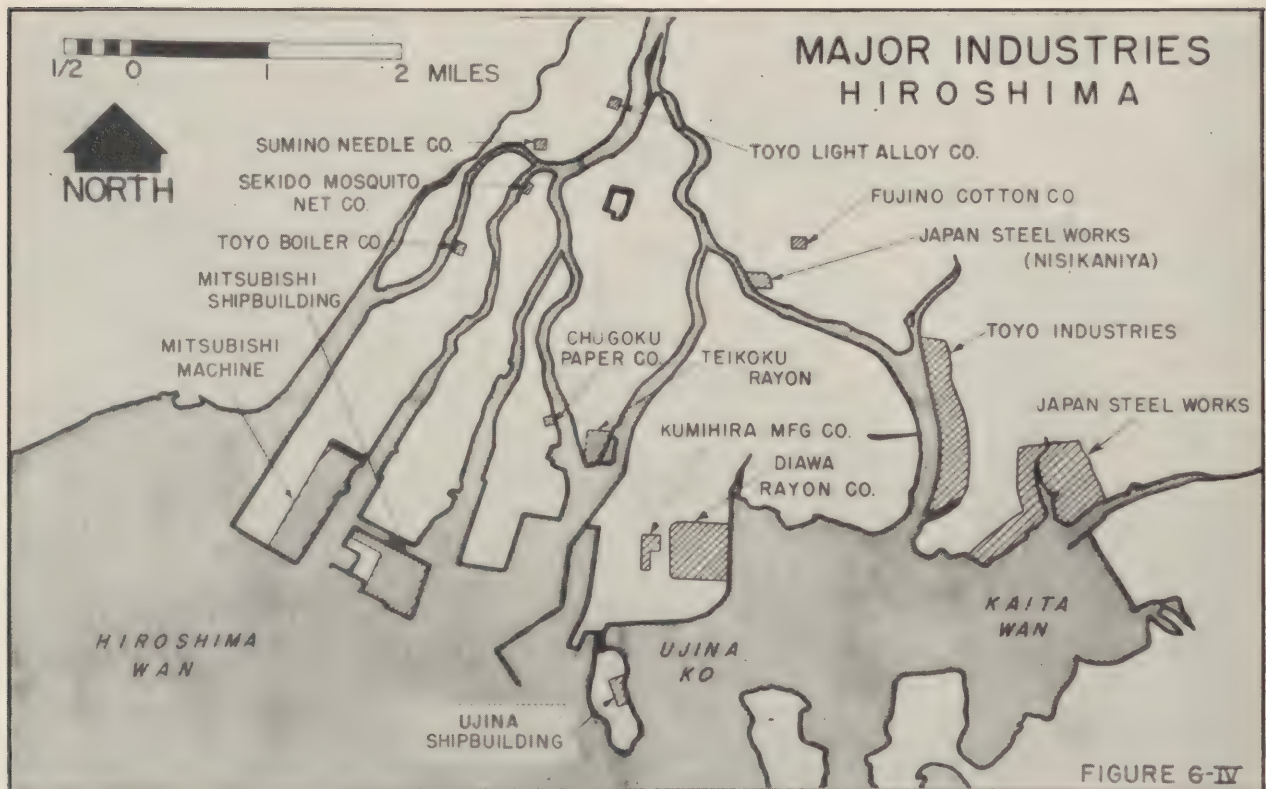 MAJOR INDUSTRIES
HIROSHIMA
1/2 0 1 2 MILES
NORTH
SUMINO NEEDLE CO.
SEKIDO MOSQUITO
NET CO.
TOYO BOILER CO.
MITSUBISHI
SHIPBUILDING
MITSUBISHI
MACHINE
TOYO LIGHT ALLOY CO.
FUJINO COTTON CO
JAPAN STEEL WORKS
(NISIKANIYA)
TOYO INDUSTRIES
CHUGOKU
PAPER CO.
TEIKOKU
RAYON
JAPAN STEEL WORKS
KUMIHIRA MFG CO.
DIAWA
RAYON CO.
HIROSHIMA
WAN
UJINA
KO
KAITA
WAN
UJINA
SHIPBUILDING
FIGURE 6-IV